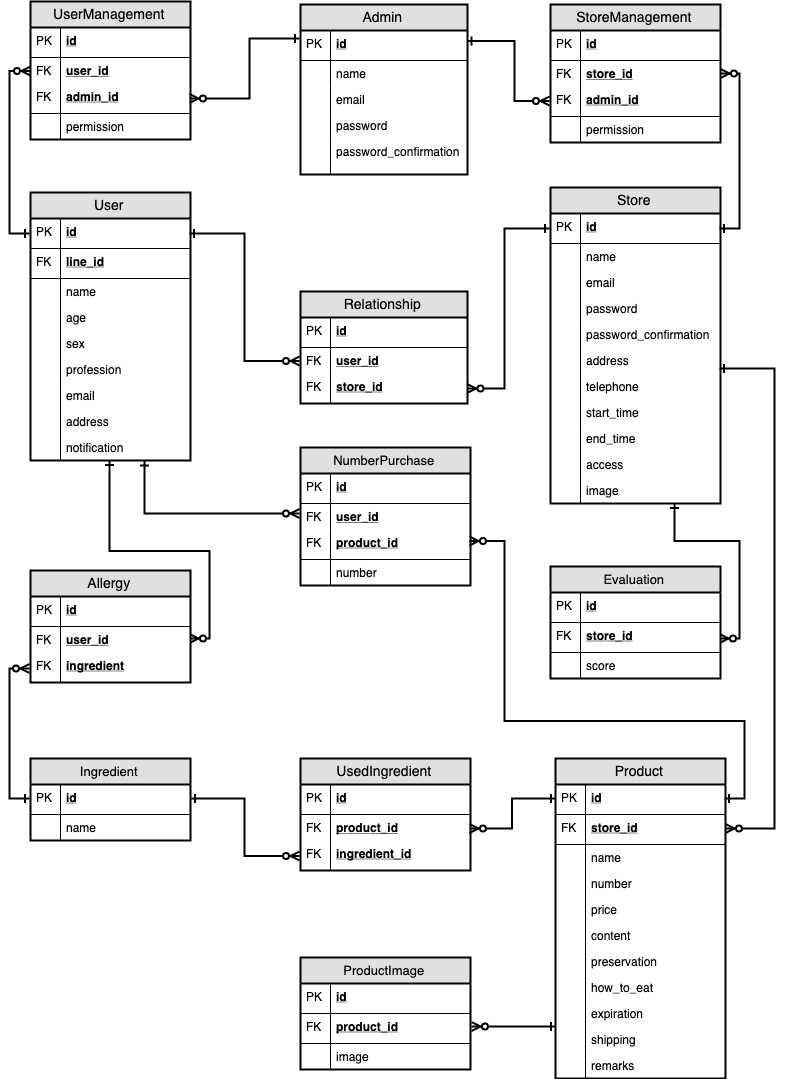 UserManagement
PK id
FK user_id
FK admin_id
permission
Admin
PK id
name
email
password
password_confirmation
StoreManagement
PK id
FK store_id
FK admin_id
permission
User
PK id
FK line_id
name
age
sex
profession
email
address
notification
Relationship
PK id
FK user_id
FK store_id
Store
PK id
name
email
password
password_confirmation
address
telephone
start_time
end_time
access
image
NumberPurchase
PK id
FK user_id
FK product_id
number
Allergy
PK id
FK user_id
FK ingredient
Evaluation
PK id
FK store_id
score
Ingredient
PK id
name
UsedIngredient
PK id
FK product_id
FK ingredient_id
Product
PK id
FK store_id
name
number
price
content
preservation
how_to_eat
expiration
shipping
remarks
ProductImage
PK id
FK product_id
image